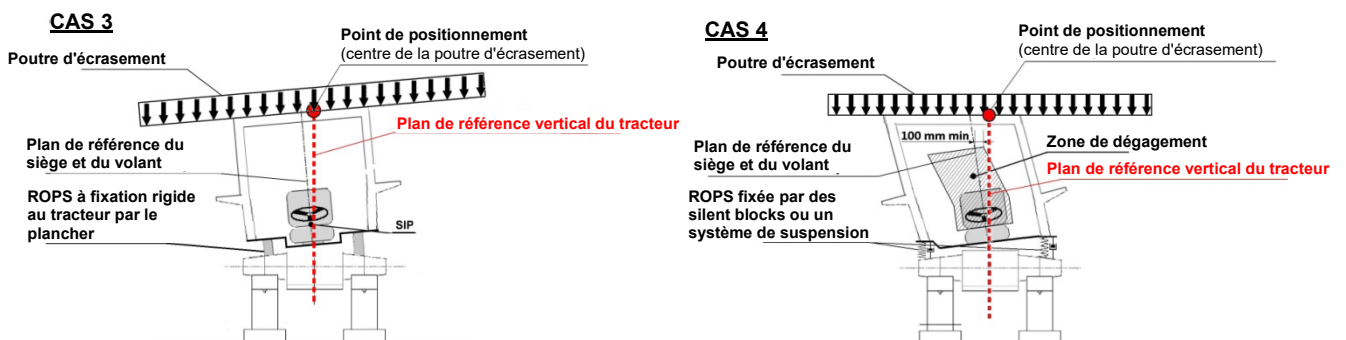 CAS 3
Point de positionnement
(centre de la poutre d'écrasement)
Poutre d'écrasement
Plan de référence vertical du tracteur
Plan de référence du
siège et du volant
ROPS à fixation rigide
au tracteur par le
plancher
SIP
CAS 4
Point de positionnement
(centre de la poutre d'écrasement)
Poutre d'écrasement
100 mm min
Zone de dégagement
Plan de référence du
siège et du volant
Plan de référence vertical du tracteur
ROPS fixée par des
silent blocks ou un
système de suspension